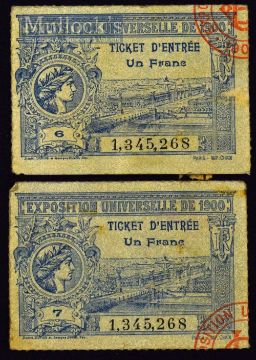 Mullock's
IVERSELLE DE 1900
TICKET D'ENTRÉE
Un Franc
6
1,345,268
EXPOSITION UNIVERSELLE DE 1900
TICKET D'ENTRÉE
Un Franc
7
1,345,268